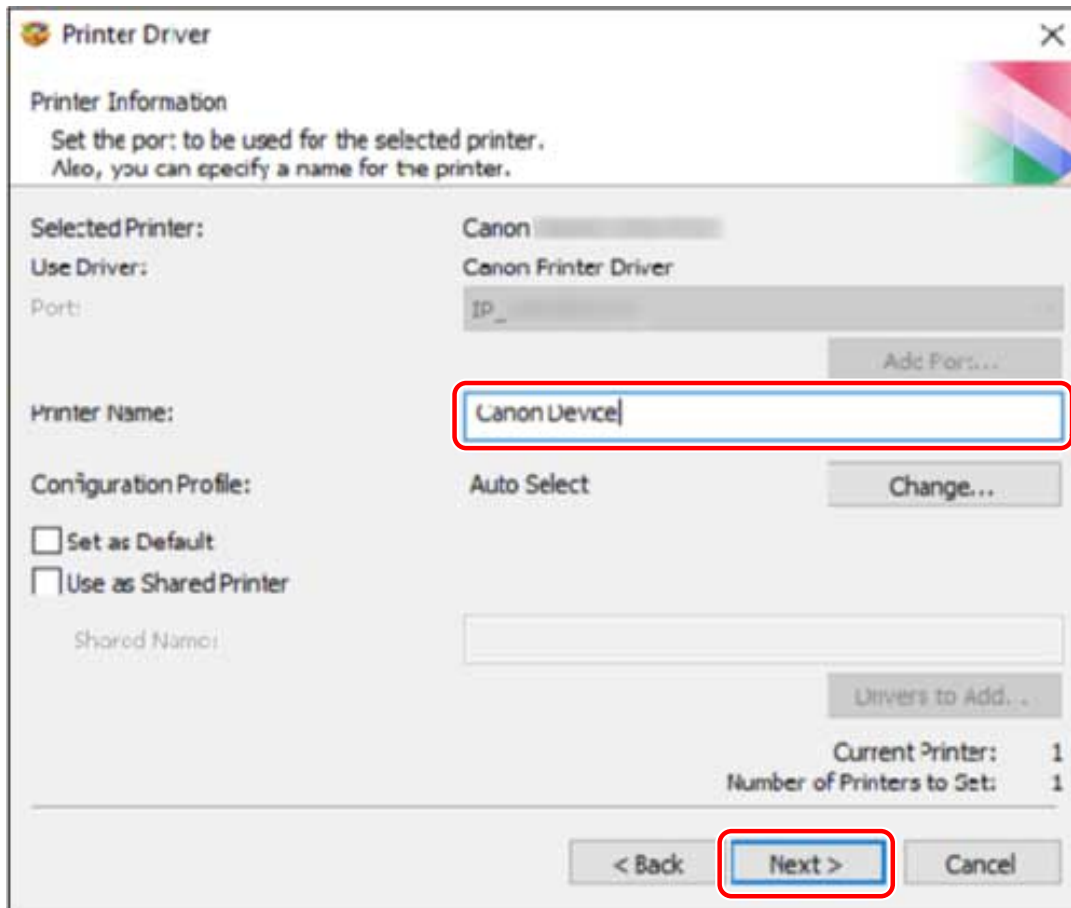 Printer Driver
Printer Information
Set the port to be used for the selected printer.
Also, you can specify a name for the printer.
Selected Printer: Canon
Use Driver: Canon Printer Driver
Port: IP_
Add Port...
Printer Name: Canon Device
Configuration Profile: Auto Select Change...
Set as Default
Use as Shared Printer
Shared Name:
Drivers to Add...
Current Printer: 1
Number of Printers to Set: 1
< Back Next > Cancel